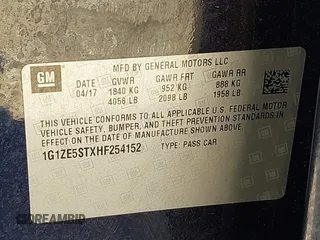 GM
MFD BY GENERAL MOTORS LLC
DATE GVWR GAWR FRT GAWR RR
04/17 1840 KG 952 KG 888 KG
4056 LB 2098 LB 1958 LB
THIS VEHICLE CONFORMS TO ALL APPLICABLE U.S. FEDERAL MOTOR
VEHICLE SAFETY, BUMPER, AND THEFT PREVENTION STANDARDS IN
EFFECT ON THE DATE OF MANUFACTURE SHOWN ABOVE.
1G1ZE5STXHF254152 TYPE: PASS CAR
DREAMBID